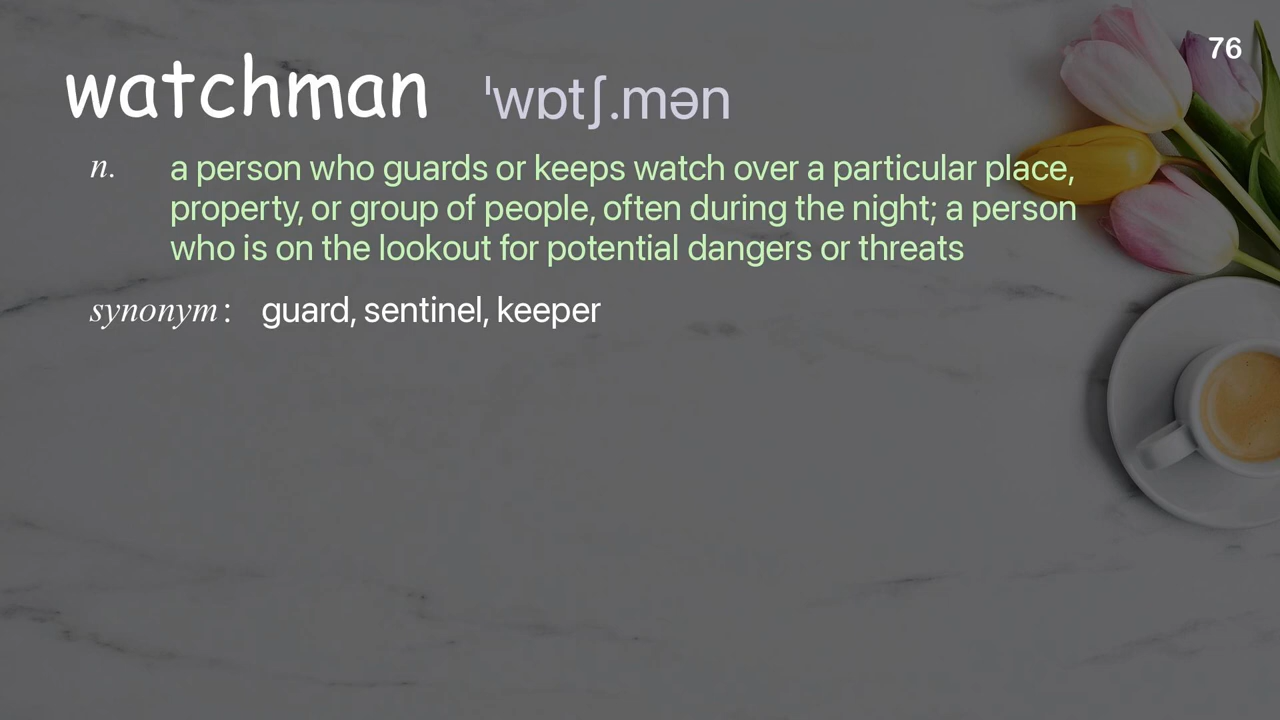 76
watchman ˈwɒtʃ.mən
n. a person who guards or keeps watch over a particular place,
property, or group of people, often during the night; a person
who is on the lookout for potential dangers or threats
synonym: guard, sentinel, keeper